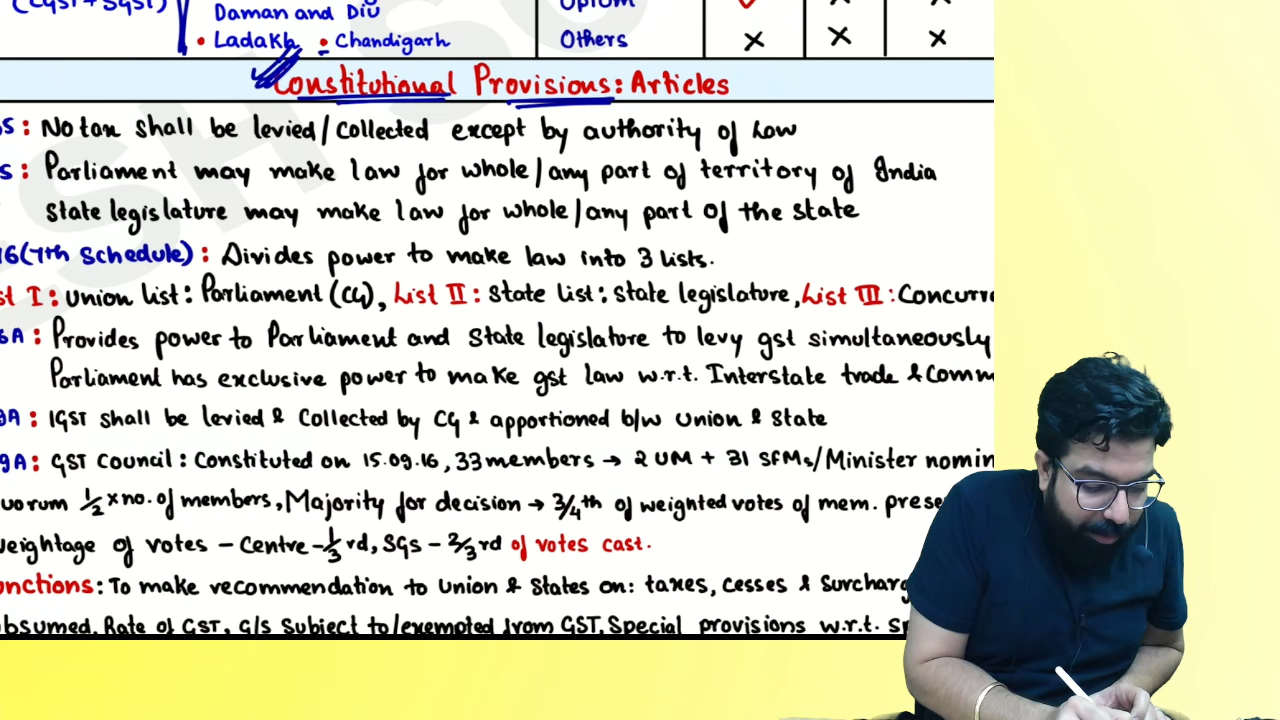 (CGST + SGST)
Daman and Diu
• Ladakh • Chandigarh
Others X X X
Constitutional Provisions: Articles
: No tax shall be levied/collected except by authority of Law
: Parliament may make law for whole/any part of territory of India
State legislature may make law for whole/any part of the state
(7th Schedule): Divides power to make law into 3 lists.
I: Union list: Parliament (CG), List II: State list: State legislature, List III: Concurr
A: Provides power to Parliament and State legislature to levy gst simultaneously
Parliament has exclusive power to make gst law w.r.t. Interstate trade & Comm
A: IGST shall be levied & Collected by CG & apportioned b/w Union & State
9A: GST Council: Constituted on 15.09.16, 33 members → 2 UM + 31 SFMs/Minister nomin
uorum 1/2 x no. of members, Majority for decision → 3/4th of weighted votes of mem. prese
eightage of votes - Centre - 1/3rd, SGs - 2/3rd of votes cast.
unctions: To make recommendation to Union & States on: taxes, cesses & Surcharg
bsumed, Rate of GST, G/S Subject to/exempted from GST, Special provisions w.r.t. Sp